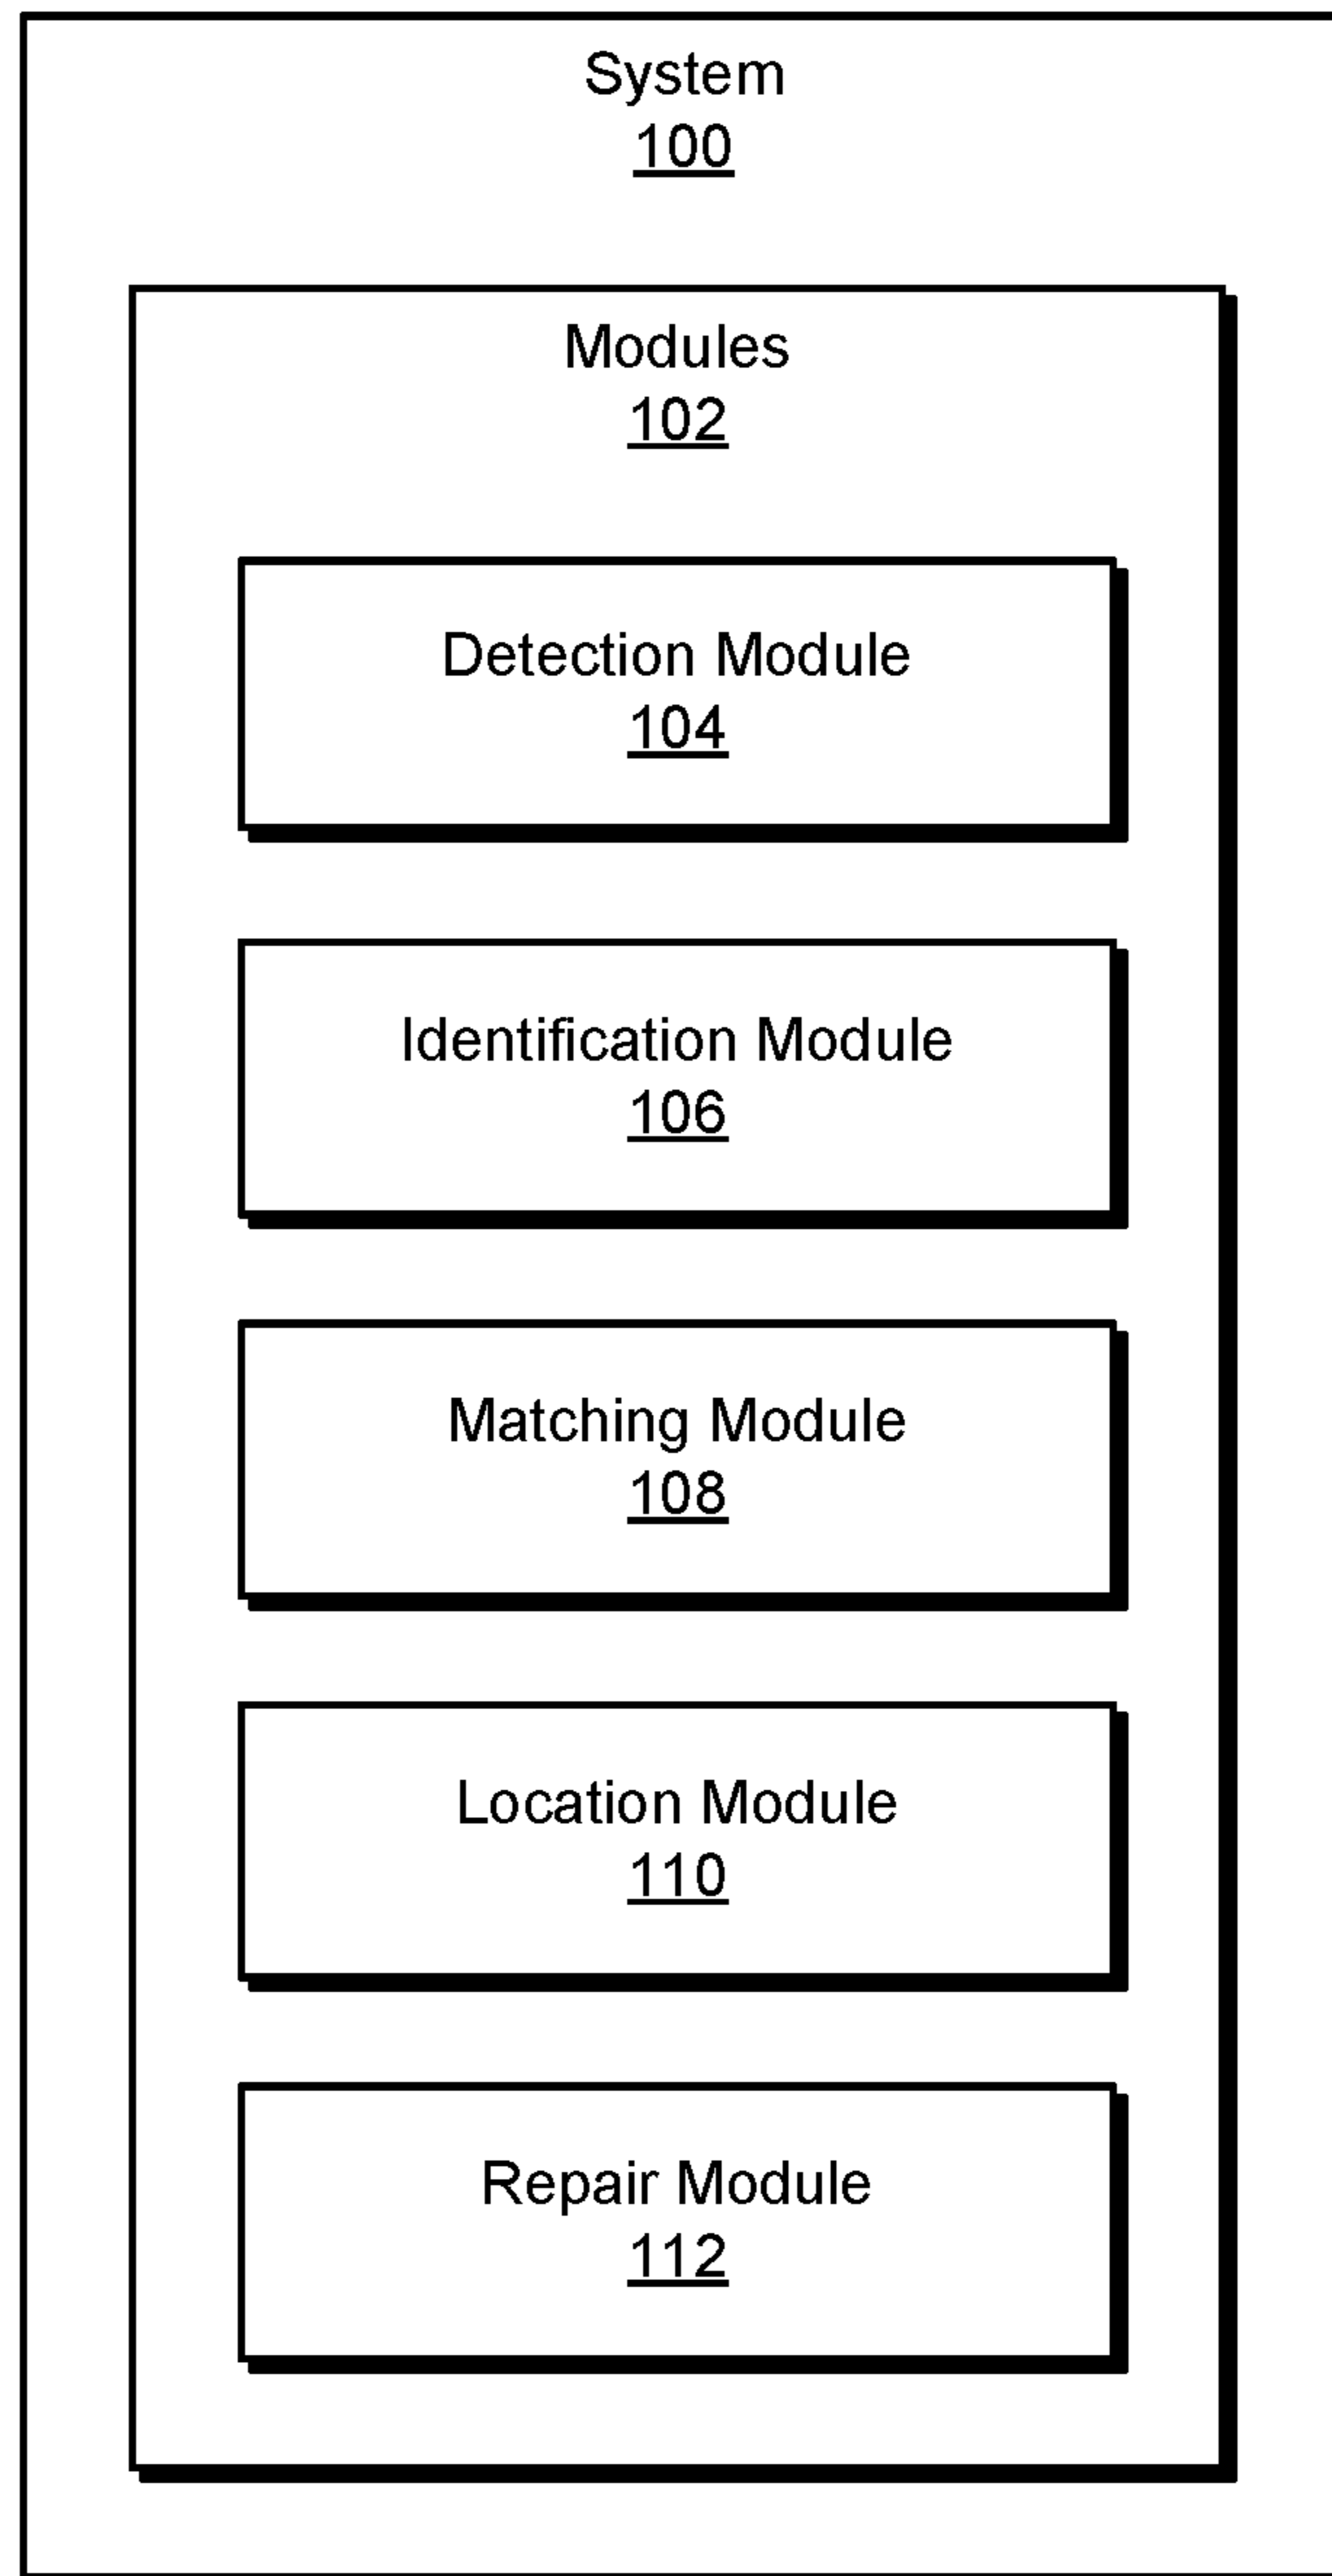 System
100
Modules
102
Detection Module
104
Identification Module
106
Matching Module
108
Location Module
110
Repair Module
112